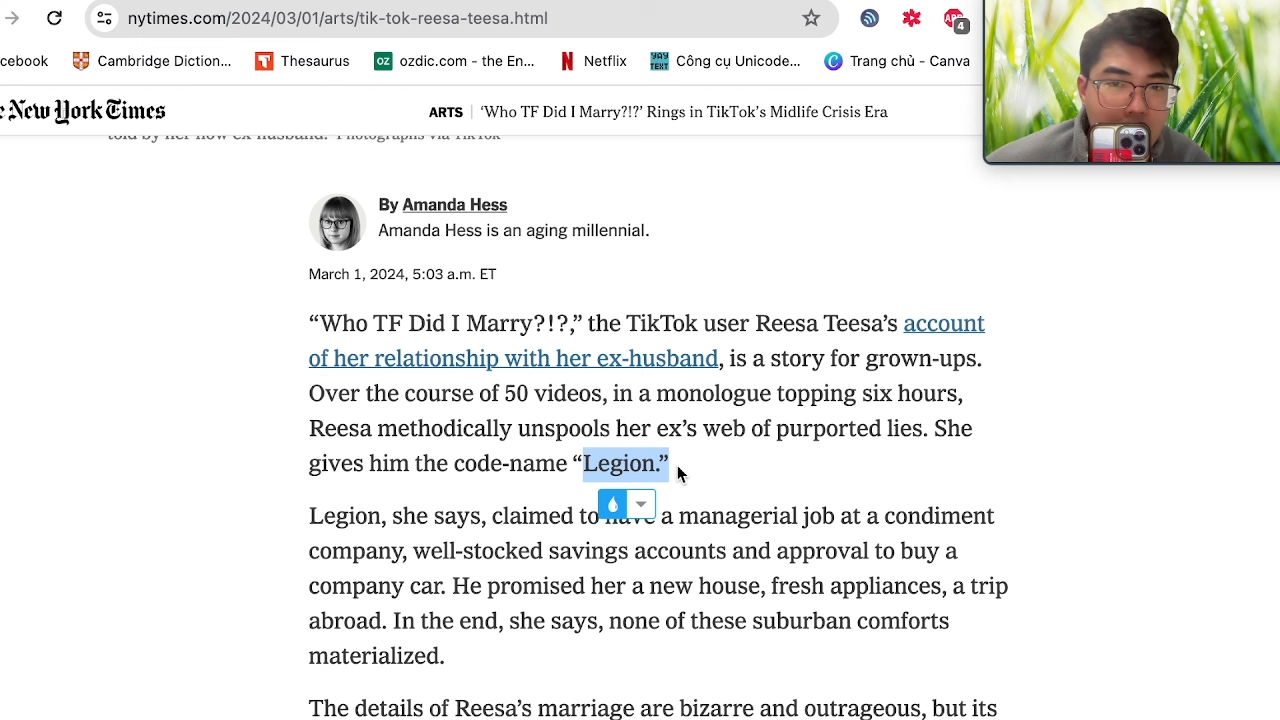 nytimes.com/2024/03/01/arts/tik-tok-reesa-teesa.html
ABP
4
cebook
Cambridge Diction...
T
Thesaurus
OZ
ozdic.com - the En...
N
Netflix
YAY
TEXT
Công cụ Unicode...
C
Trang chủ - Canva
e New York Times
ARTS
‘Who TF Did I Marry?!?’ Rings in TikTok’s Midlife Crisis Era
told by her now ex-husband. Photographs via TikTok
By Amanda Hess
Amanda Hess is an aging millennial.
March 1, 2024, 5:03 a.m. ET
“Who TF Did I Marry?!?,” the TikTok user Reesa Teesa’s account
of her relationship with her ex-husband, is a story for grown-ups.
Over the course of 50 videos, in a monologue topping six hours,
Reesa methodically unspools her ex’s web of purported lies. She
gives him the code-name “Legion.”
Legion, she says, claimed to have a managerial job at a condiment
company, well-stocked savings accounts and approval to buy a
company car. He promised her a new house, fresh appliances, a trip
abroad. In the end, she says, none of these suburban comforts
materialized.
The details of Reesa’s marriage are bizarre and outrageous, but its